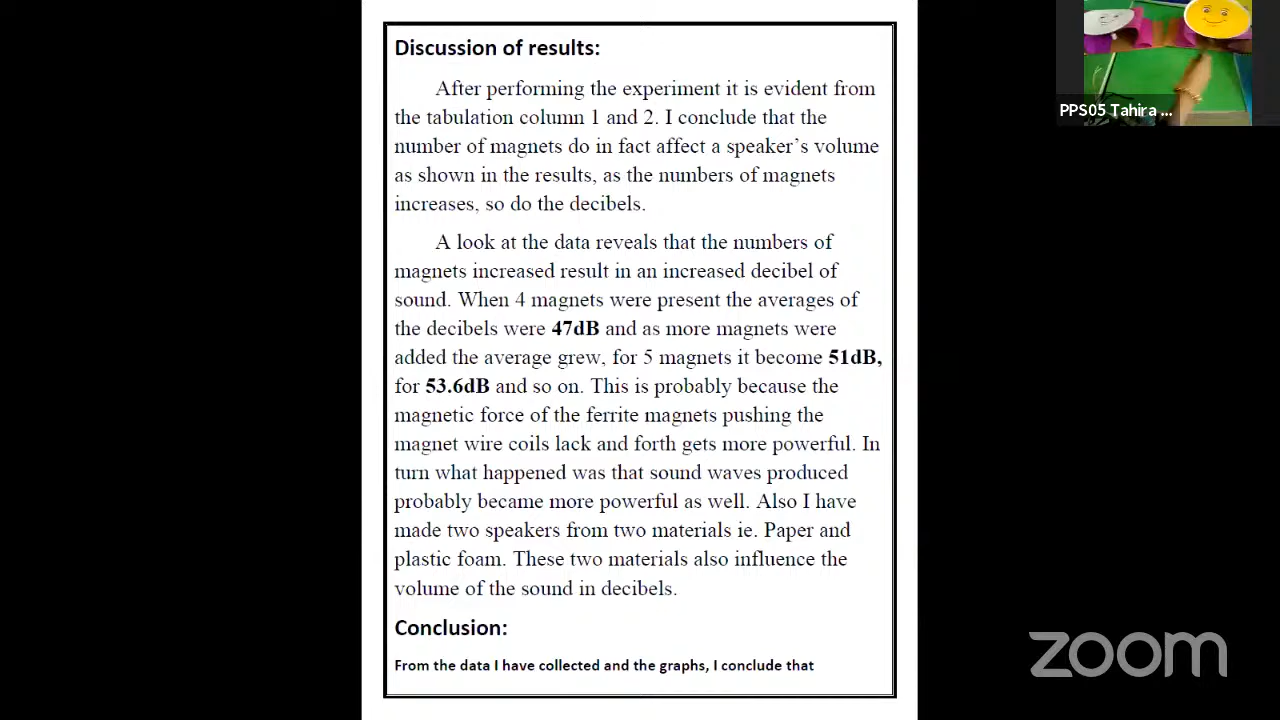 Discussion of results:
After performing the experiment it is evident from
the tabulation column 1 and 2. I conclude that the
number of magnets do in fact affect a speaker's volume
as shown in the results, as the numbers of magnets
increases, so do the decibels.
A look at the data reveals that the numbers of
magnets increased result in an increased decibel of
sound. When 4 magnets were present the averages of
the decibels were 47dB and as more magnets were
added the average grew, for 5 magnets it become 51dB,
for 53.6dB and so on. This is probably because the
magnetic force of the ferrite magnets pushing the
magnet wire coils lack and forth gets more powerful. In
turn what happened was that sound waves produced
probably became more powerful as well. Also I have
made two speakers from two materials ie. Paper and
plastic foam. These two materials also influence the
volume of the sound in decibels.
Conclusion:
From the data I have collected and the graphs, I conclude that
PPS05 Tahira ...
zoom